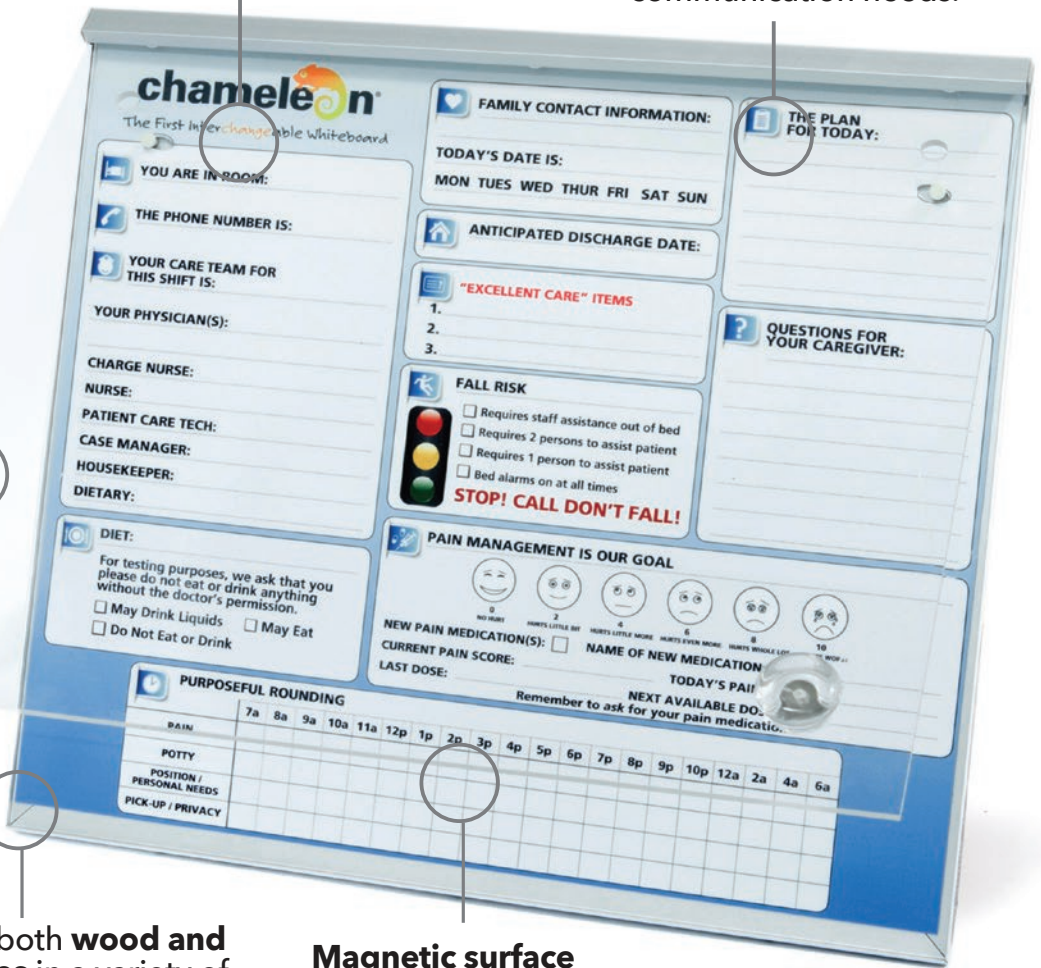 communication needs.
chameleon
The First Interchangeable Whiteboard
YOU ARE IN ROOM:
THE PHONE NUMBER IS:
YOUR CARE TEAM FOR
THIS SHIFT IS:
YOUR PHYSICIAN(S):
CHARGE NURSE:
NURSE:
PATIENT CARE TECH:
CASE MANAGER:
HOUSEKEEPER:
DIETARY:
DIET:
For testing purposes, we ask that you
please do not eat or drink anything
without the doctor's permission.
May Drink Liquids May Eat
Do Not Eat or Drink
FAMILY CONTACT INFORMATION:
TODAY'S DATE IS:
MON TUES WED THUR FRI SAT SUN
ANTICIPATED DISCHARGE DATE:
"EXCELLENT CARE" ITEMS
1.
2.
3.
FALL RISK
Requires staff assistance out of bed
Requires 2 persons to assist patient
Requires 1 person to assist patient
Bed alarms on at all times
STOP! CALL DON'T FALL!
THE PLAN
FOR TODAY:
?
QUESTIONS FOR
YOUR CAREGIVER:
PAIN MANAGEMENT IS OUR GOAL
0 2 4 6 8 10
NO HURT HURTS LITTLE BIT HURTS LITTLE MORE HURTS EVEN MORE HURTS WHOLE
NEW PAIN MEDICATION(S): NAME OF NEW MEDICATION
CURRENT PAIN SCORE: TODAY'S
LAST DOSE: NEXT AVAILABLE
Remember to ask for your pain
PURPOSEFUL ROUNDING
7a 8a 9a 10a 11a 12p 1p 2p 3p 4p 5p 6p 7p 8p 9p 10p 12a 2a 4a 6a
PAIN
POTTY
POSITION /
PERSONAL NEEDS
PICK-UP / PRIVACY
both wood and
in a variety of
Magnetic surface